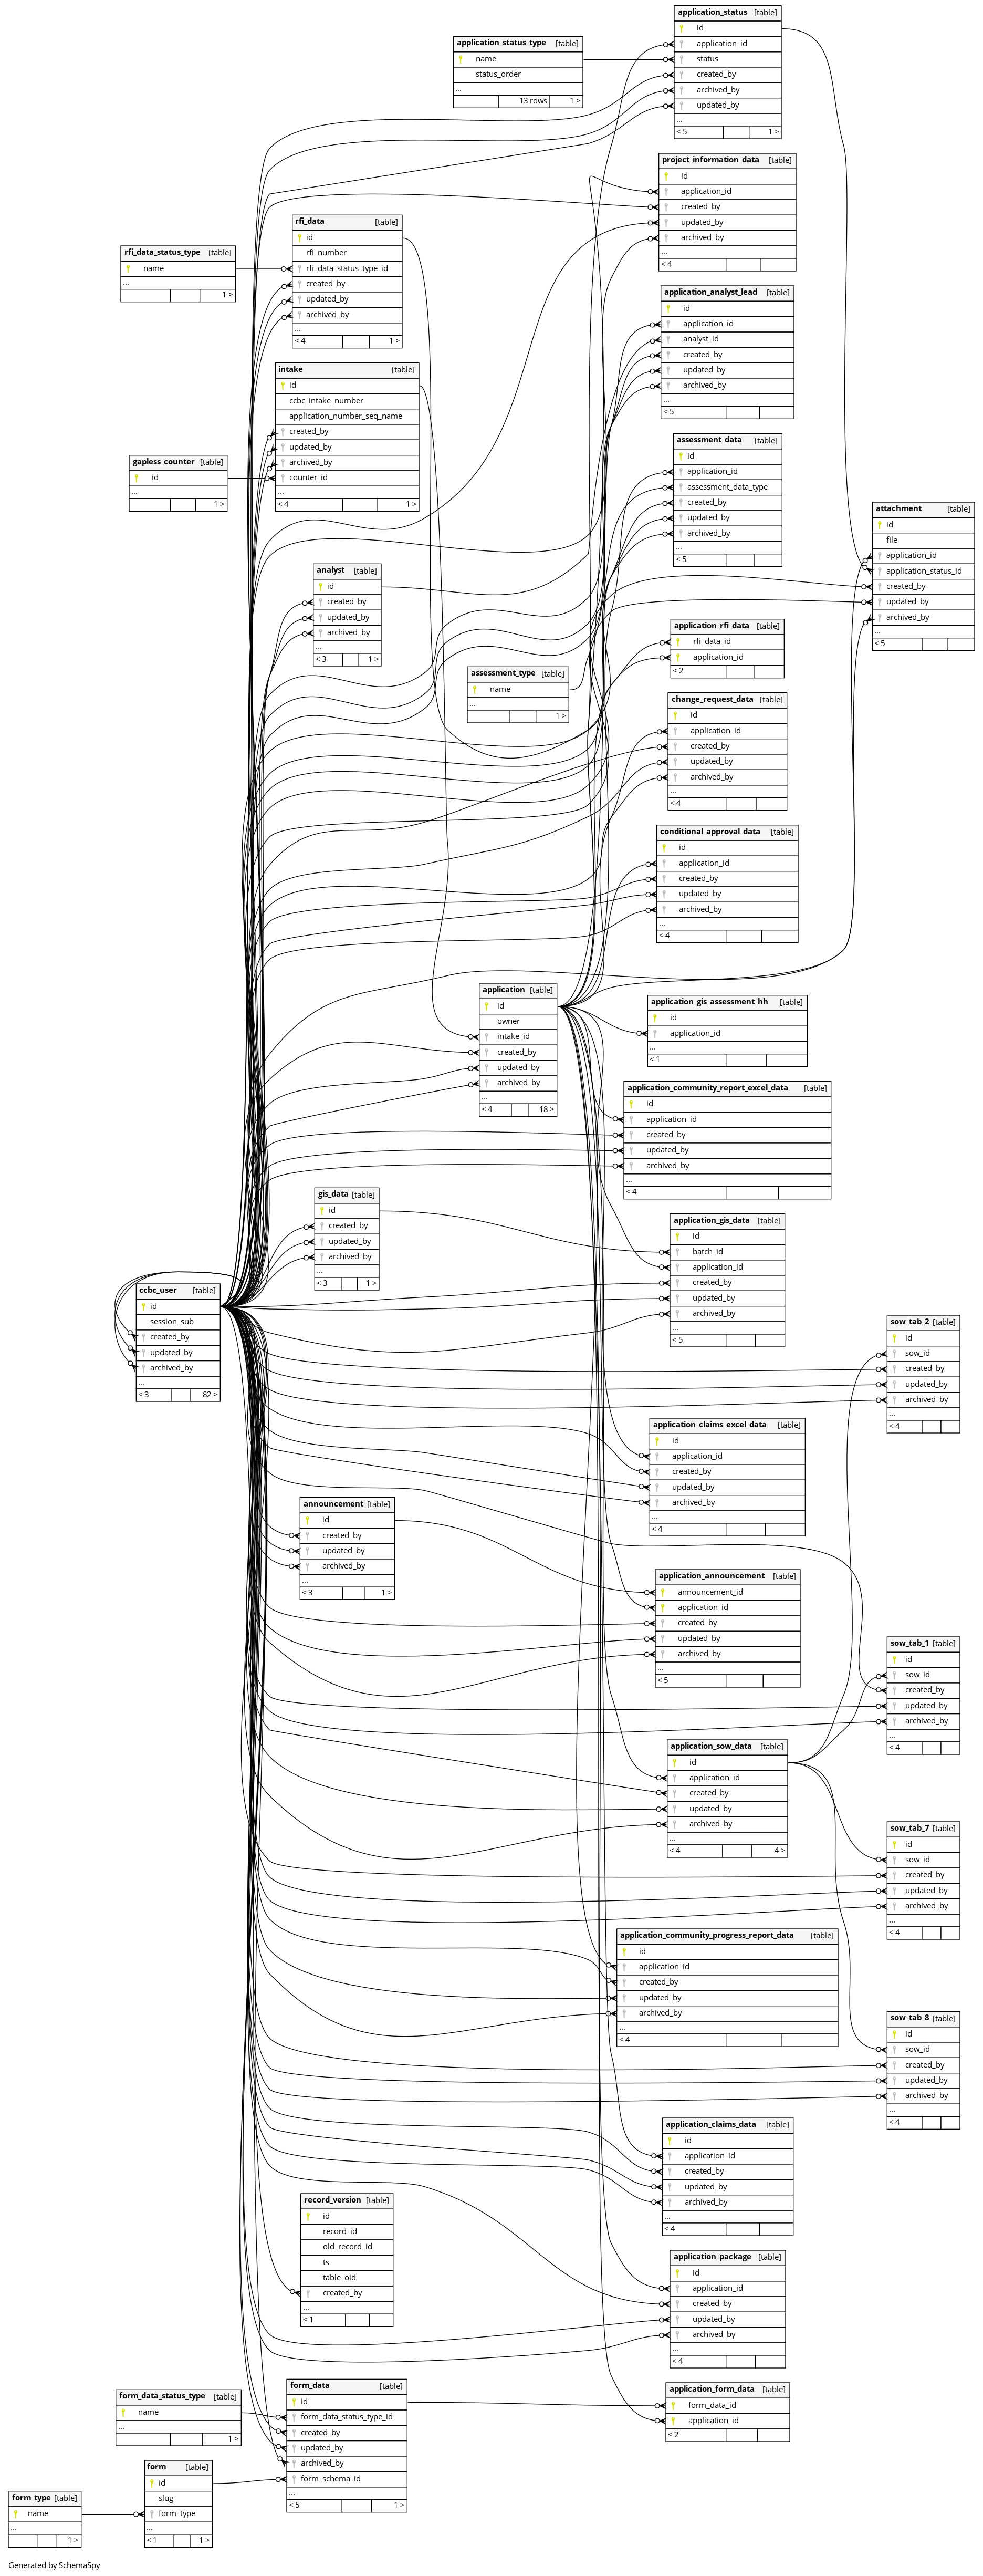 application_status [table]
id
application_id
status
created_by
archived_by
updated_by
...
< 5 1 >
application_status_type [table]
name
status_order
...
13 rows 1 >
project_information_data [table]
id
application_id
created_by
updated_by
archived_by
...
< 4
rfi_data [table]
id
rfi_number
rfi_data_status_type_id
created_by
updated_by
archived_by
...
< 4 1 >
rfi_data_status_type [table]
name
...
1 >
application_analyst_lead [table]
id
application_id
analyst_id
created_by
updated_by
archived_by
...
< 5
intake [table]
id
ccbc_intake_number
application_number_seq_name
created_by
updated_by
archived_by
counter_id
...
< 4 1 >
gapless_counter [table]
id
...
1 >
assessment_data [table]
id
application_id
assessment_data_type
created_by
updated_by
archived_by
...
< 5
attachment [table]
id
file
application_id
application_status_id
created_by
updated_by
archived_by
...
< 5
analyst [table]
id
created_by
updated_by
archived_by
...
< 3 1 >
application_rfi_data [table]
rfi_data_id
application_id
< 2
assessment_type [table]
name
...
1 >
change_request_data [table]
id
application_id
created_by
updated_by
archived_by
...
< 4
conditional_approval_data [table]
id
application_id
created_by
updated_by
archived_by
...
< 4
application [table]
id
owner
intake_id
created_by
updated_by
archived_by
...
< 4 18 >
application_gis_assessment_hh [table]
id
application_id
...
< 1
application_community_report_excel_data [table]
id
application_id
created_by
updated_by
archived_by
...
< 4
gis_data [table]
id
created_by
updated_by
archived_by
...
< 3 1 >
application_gis_data [table]
id
batch_id
application_id
created_by
updated_by
archived_by
...
< 5
ccbc_user [table]
id
session_sub
created_by
updated_by
archived_by
...
< 3 82 >
sow_tab_2 [table]
id
sow_id
created_by
updated_by
archived_by
...
< 4
application_claims_excel_data [table]
id
application_id
created_by
updated_by
archived_by
...
< 4
announcement [table]
id
created_by
updated_by
archived_by
...
< 3 1 >
application_announcement [table]
announcement_id
application_id
created_by
updated_by
archived_by
...
< 5
sow_tab_1 [table]
id
sow_id
created_by
updated_by
archived_by
...
< 4
application_sow_data [table]
id
application_id
created_by
updated_by
archived_by
...
< 4 4 >
sow_tab_7 [table]
id
sow_id
created_by
updated_by
archived_by
...
< 4
application_community_progress_report_data [table]
id
application_id
created_by
updated_by
archived_by
...
< 4
sow_tab_8 [table]
id
sow_id
created_by
updated_by
archived_by
...
< 4
application_claims_data [table]
id
application_id
created_by
updated_by
archived_by
...
< 4
record_version [table]
id
record_id
old_record_id
ts
table_oid
created_by
...
< 1
application_package [table]
id
application_id
created_by
updated_by
archived_by
...
< 4
form_data [table]
id
form_data_status_type_id
created_by
updated_by
archived_by
form_schema_id
...
< 5 1 >
application_form_data [table]
form_data_id
application_id
< 2
form_data_status_type [table]
name
...
1 >
form [table]
id
slug
form_type
...
< 1 1 >
form_type [table]
name
...
1 >
Generated by SchemaSpy